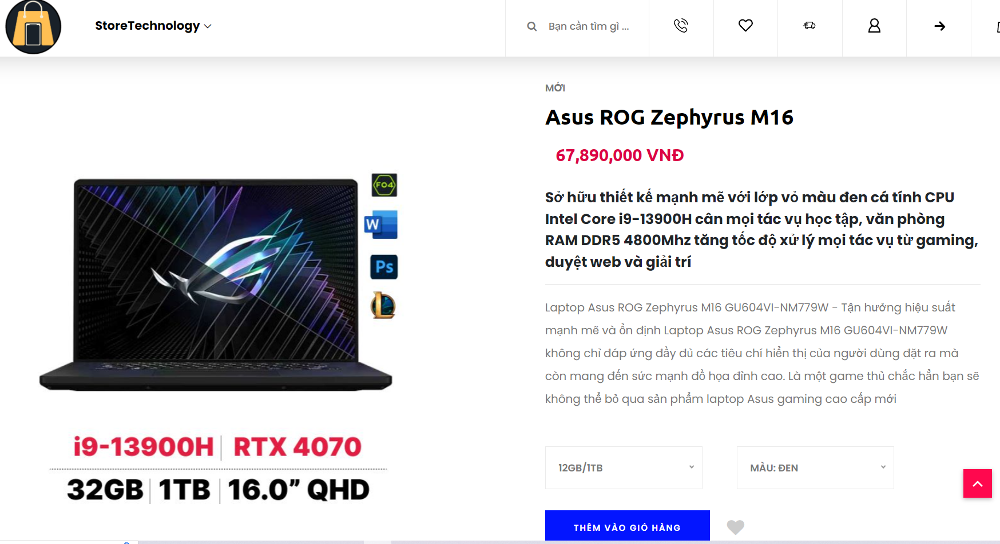 StoreTechnology
Bạn cần tìm gì ...
MỚI
Asus ROG Zephyrus M16
67,890,000 VNĐ
Sở hữu thiết kế mạnh mẽ với lớp vỏ màu đen cá tính CPU
Intel Core i9-13900H cân mọi tác vụ học tập, văn phòng
RAM DDR5 4800Mhz tăng tốc độ xử lý mọi tác vụ từ gaming,
duyệt web và giải trí
Laptop Asus ROG Zephyrus M16 GU604VI-NM779W - Tận hưởng hiệu suất
mạnh mẽ và ổn định Laptop Asus ROG Zephyrus M16 GU604VI-NM779W
không chỉ đáp ứng đầy đủ các tiêu chí hiển thị của người dùng đặt ra mà
còn mang đến sức mạnh đồ họa đỉnh cao. Là một game thủ chắc hẳn bạn sẽ
không thể bỏ qua sản phẩm laptop Asus gaming cao cấp mới
12GB/1TB
MÀU: ĐEN
THÊM VÀO GIỎ HÀNG
FO4
W
Ps
L
i9-13900H | RTX 4070
32GB | 1TB | 16.0” QHD